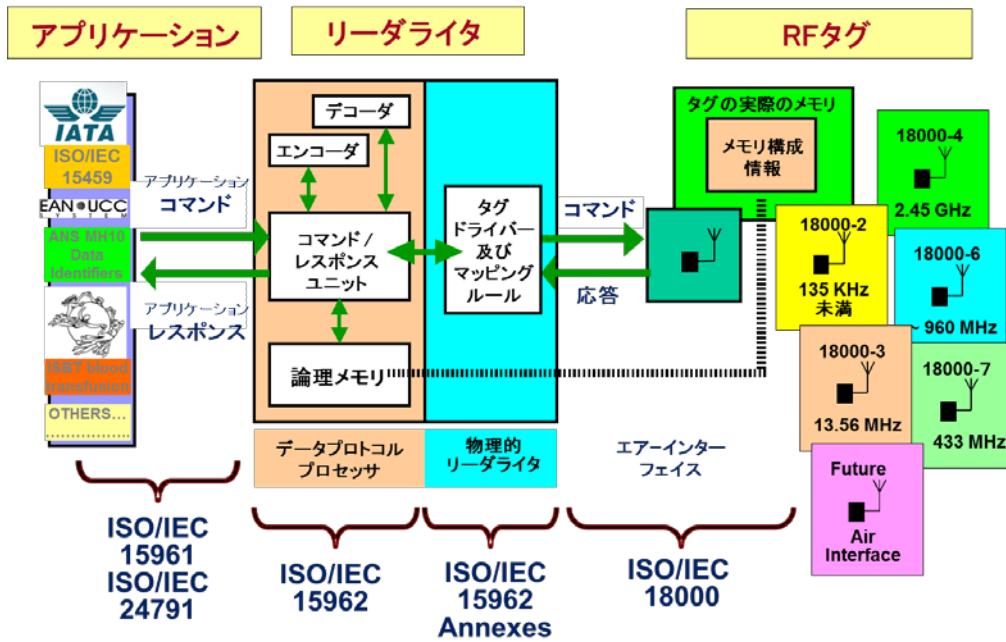 アプリケーション
リーダライタ
RFタグ
IATA
ISO/IEC
15459
EAN UCC
SYSTEM
ANS MH10
Data
Identifiers
ISBT blood
transfusion
OTHERS…
アプリケーション
コマンド
アプリケーション
レスポンス
デコーダ
エンコーダ
コマンド /
レスポンス
ユニット
論理メモリ
タグ
ドライバー
及び
マッピング
ルール
コマンド
応答
タグの実際のメモリ
メモリ構成
情報
18000-4
2.45 GHz
18000-2
135 KHz
未満
18000-6
~ 960 MHz
18000-3
13.56 MHz
18000-7
433 MHz
Future
Air
Interface
データプロトコル
プロセッサ
物理的
リーダライタ
エアーインター
フェイス
ISO/IEC
15961
ISO/IEC
24791
ISO/IEC
15962
ISO/IEC
15962
Annexes
ISO/IEC
18000